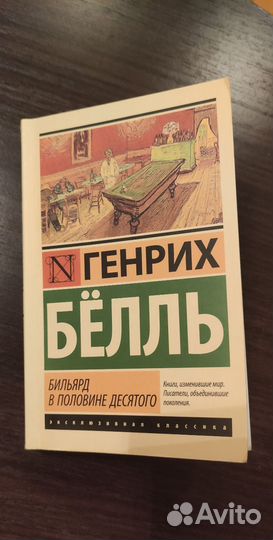 N
ГЕНРИХ
БЁЛЛЬ
БИЛЬЯРД
В ПОЛОВИНЕ ДЕСЯТОГО
Книги, изменившие мир.
Писатели, объединившие
поколения.
эксклюзивная классика
Avito